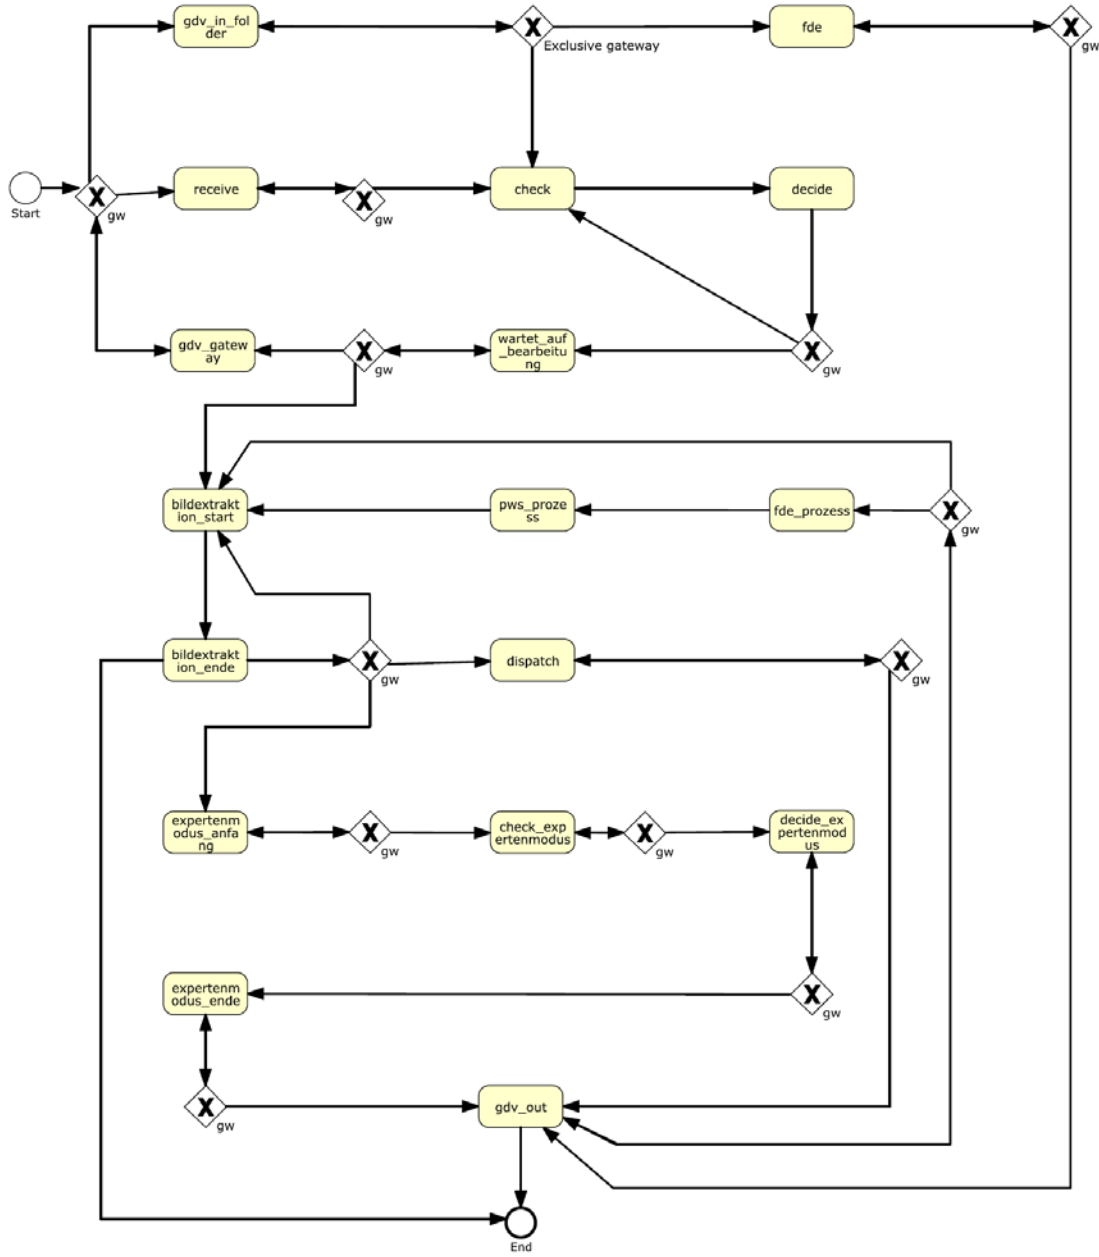 gdv_in_fol
der
X
Exclusive gateway
fde
X
gw
Start
X
gw
receive
X
gw
check
decide
gdv_gatew
ay
X
gw
wartet_auf
_bearbeitu
ng
X
gw
bildextrakt
ion_start
pws_proze
ss
fde_prozess
X
gw
bildextrakt
ion_ende
X
gw
dispatch
X
gw
expertenm
odus_anfa
ng
X
gw
check_exp
ertenmodus
X
gw
decide_ex
pertenmod
us
expertenm
odus_ende
X
gw
X
gw
gdv_out
End